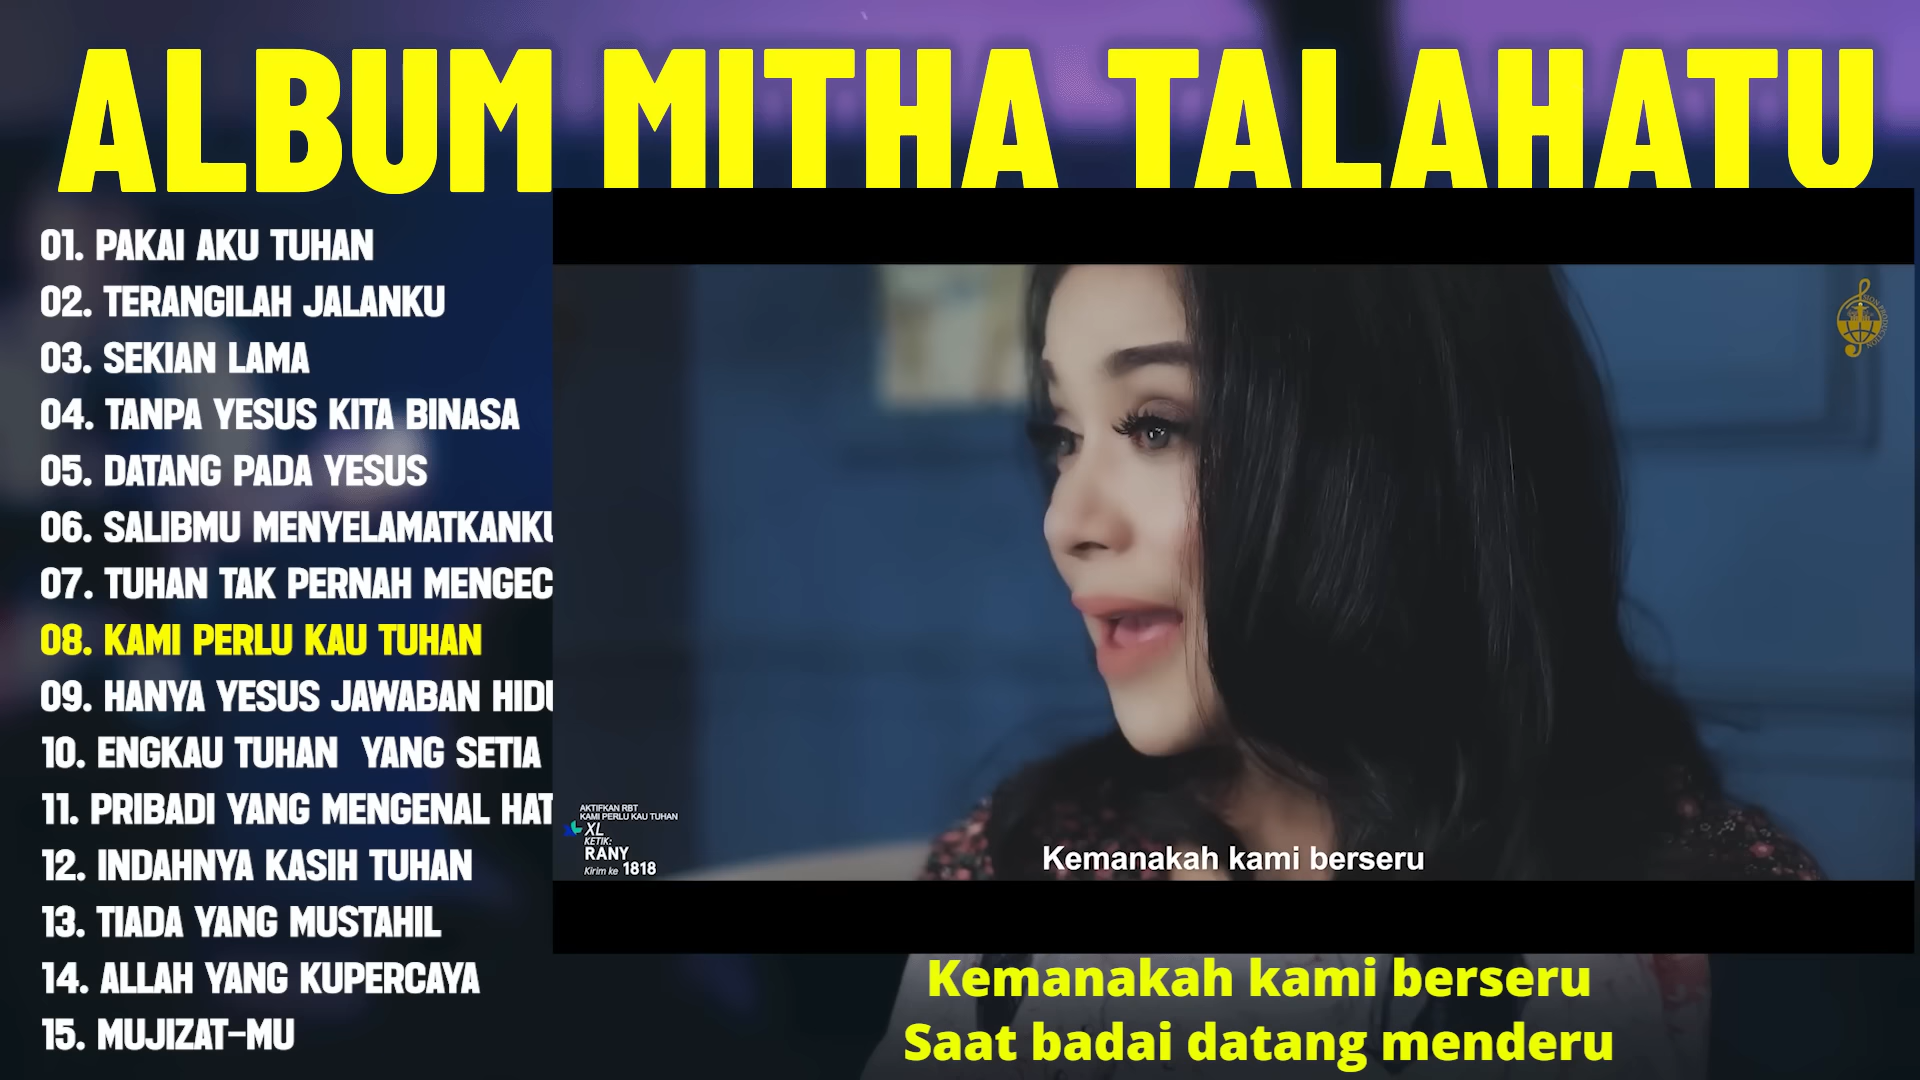 ALBUM MITHA TALAHATU
01. PAKAI AKU TUHAN
02. TERANGILAH JALANKU
03. SEKIAN LAMA
04. TANPA YESUS KITA BINASA
05. DATANG PADA YESUS
06. SALIBMU MENYELAMATKANKU
07. TUHAN TAK PERNAH MENGEC
08. KAMI PERLU KAU TUHAN
09. HANYA YESUS JAWABAN HIDU
10. ENGKAU TUHAN YANG SETIA
11. PRIBADI YANG MENGENAL HAT
12. INDAHNYA KASIH TUHAN
13. TIADA YANG MUSTAHIL
14. ALLAH YANG KUPERCAYA
15. MUJIZAT-MU
AKTIFKAN RBT
KAMI PERLU KAU TUHAN
XL
KETIK:
RANY
Kirim ke 1818
Kemanakah kami berseru
Kemanakah kami berseru
Saat badai datang menderu